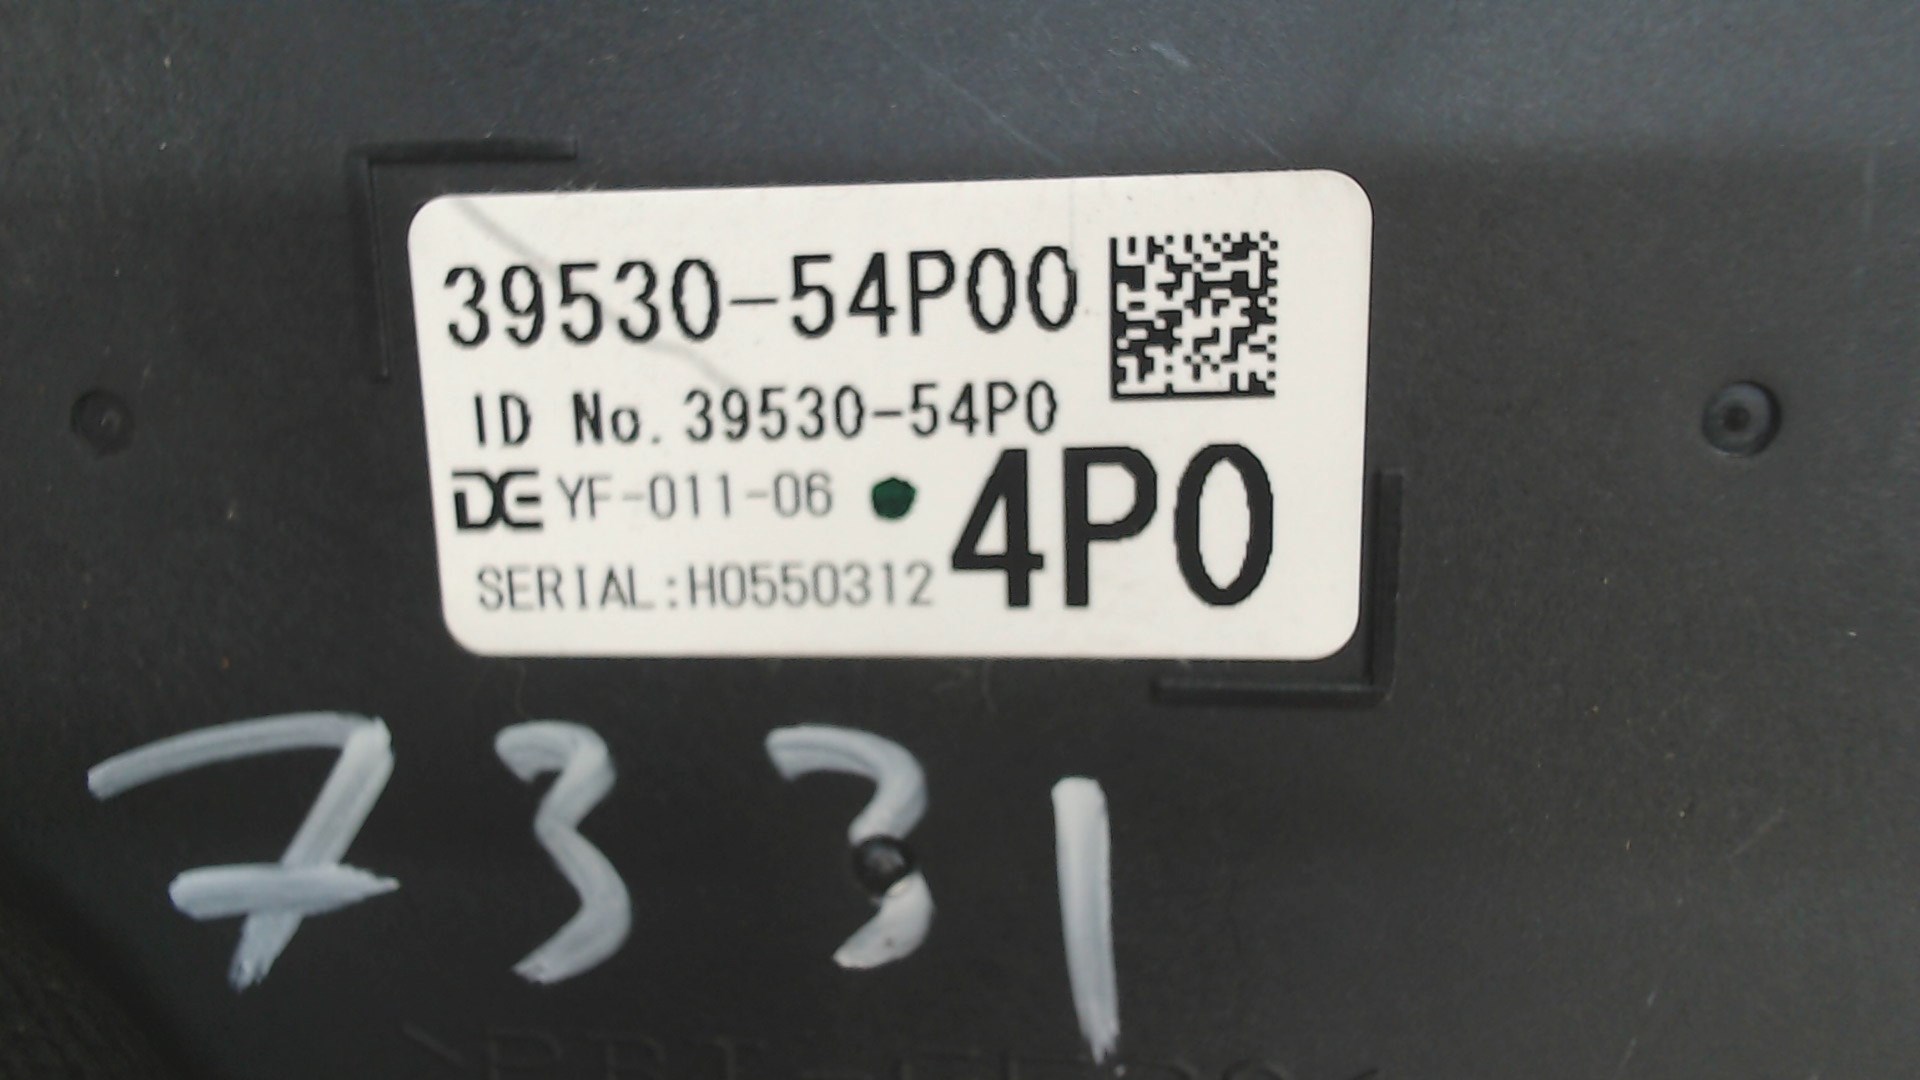 39530-54P00
ID No. 39530-54P0
DE YF-011-06 4P0
SERIAL:H0550312
7331